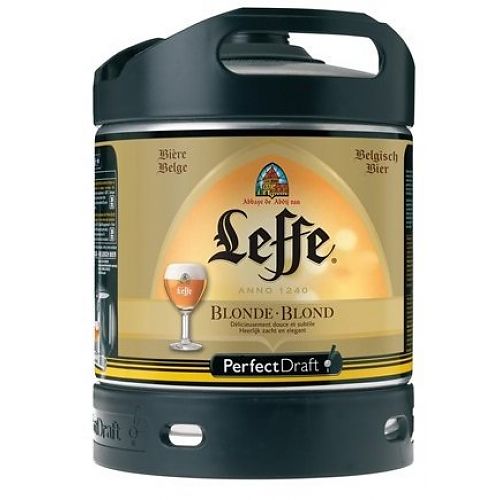 Bière
Belge
Belgisch
Bier
Abbaye de Abdij van
Leffe®
ANNO 1240
BLONDE·BLOND
Délicieusement douce et subtile
Heerlijk zacht en elegant
Leffe
PerfectDraft
Draft